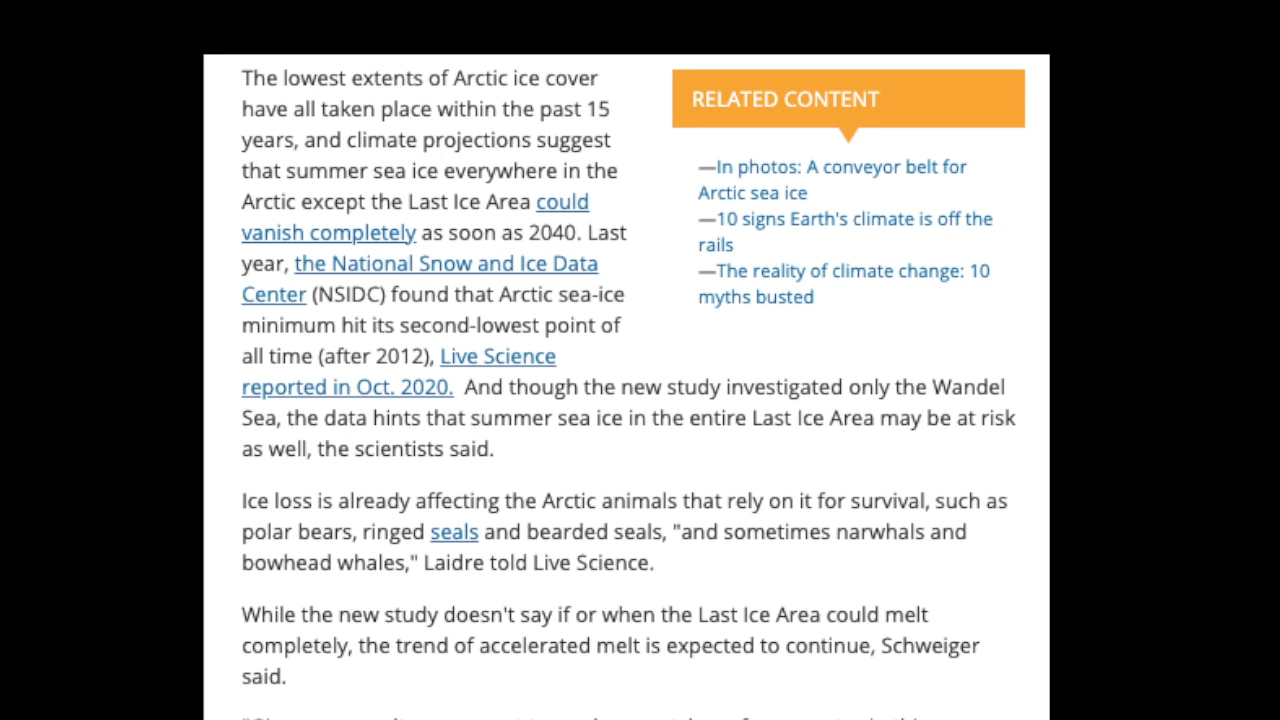 The lowest extents of Arctic ice cover
have all taken place within the past 15
years, and climate projections suggest
that summer sea ice everywhere in the
Arctic except the Last Ice Area could
vanish completely as soon as 2040. Last
year, the National Snow and Ice Data
Center (NSIDC) found that Arctic sea-ice
minimum hit its second-lowest point of
all time (after 2012), Live Science
reported in Oct. 2020. And though the new study investigated only the Wandel
Sea, the data hints that summer sea ice in the entire Last Ice Area may be at risk
as well, the scientists said.
RELATED CONTENT
—In photos: A conveyor belt for
Arctic sea ice
—10 signs Earth's climate is off the
rails
—The reality of climate change: 10
myths busted
Ice loss is already affecting the Arctic animals that rely on it for survival, such as
polar bears, ringed seals and bearded seals, "and sometimes narwhals and
bowhead whales," Laidre told Live Science.
While the new study doesn't say if or when the Last Ice Area could melt
completely, the trend of accelerated melt is expected to continue, Schweiger
said.